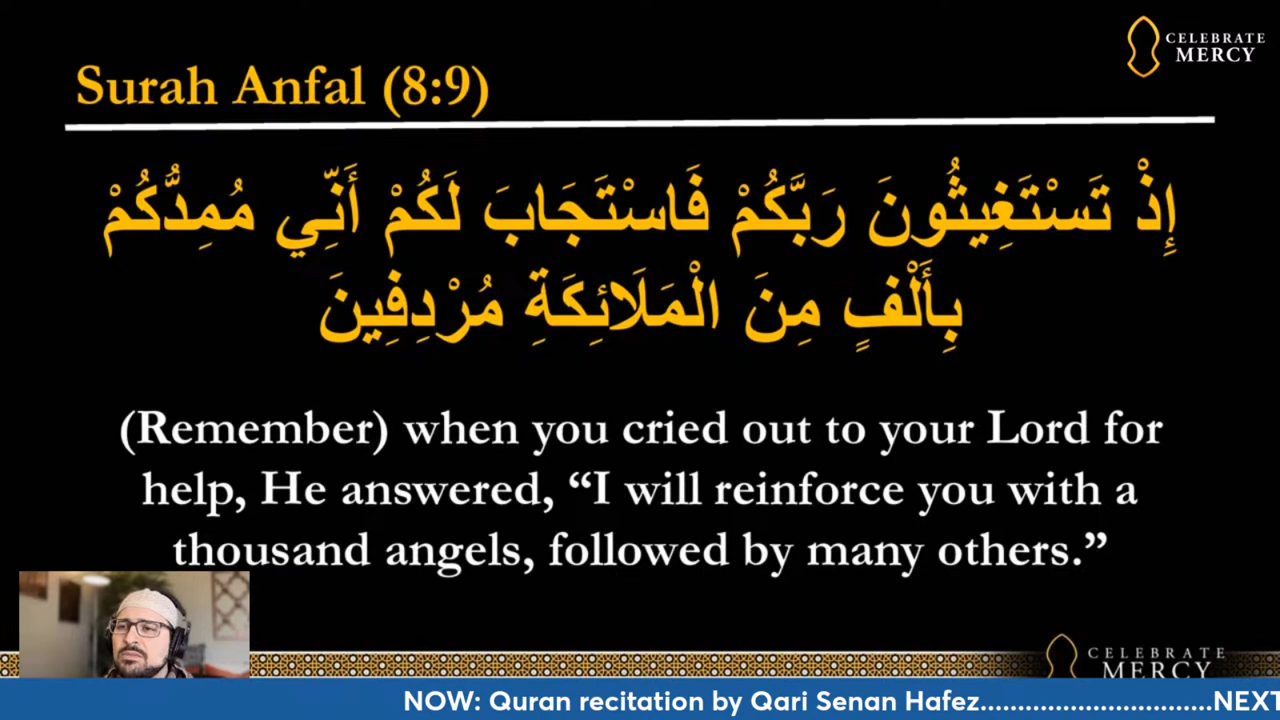 CELEBRATE
MERCY
Surah Anfal (8:9)
إِذْ تَسْتَغِيثُونَ رَبَّكُمْ فَاسْتَجَابَ لَكُمْ أَنِّي مُمِدُّكُمْ
بِأَلْفٍ مِنَ الْمَلَائِكَةِ مُرْدِفِينَ
(Remember) when you cried out to your Lord for
help, He answered, “I will reinforce you with a
thousand angels, followed by many others.”
CELEBRATE
MERCY
NOW: Quran recitation by Qari Senan Hafez..................................NEXT